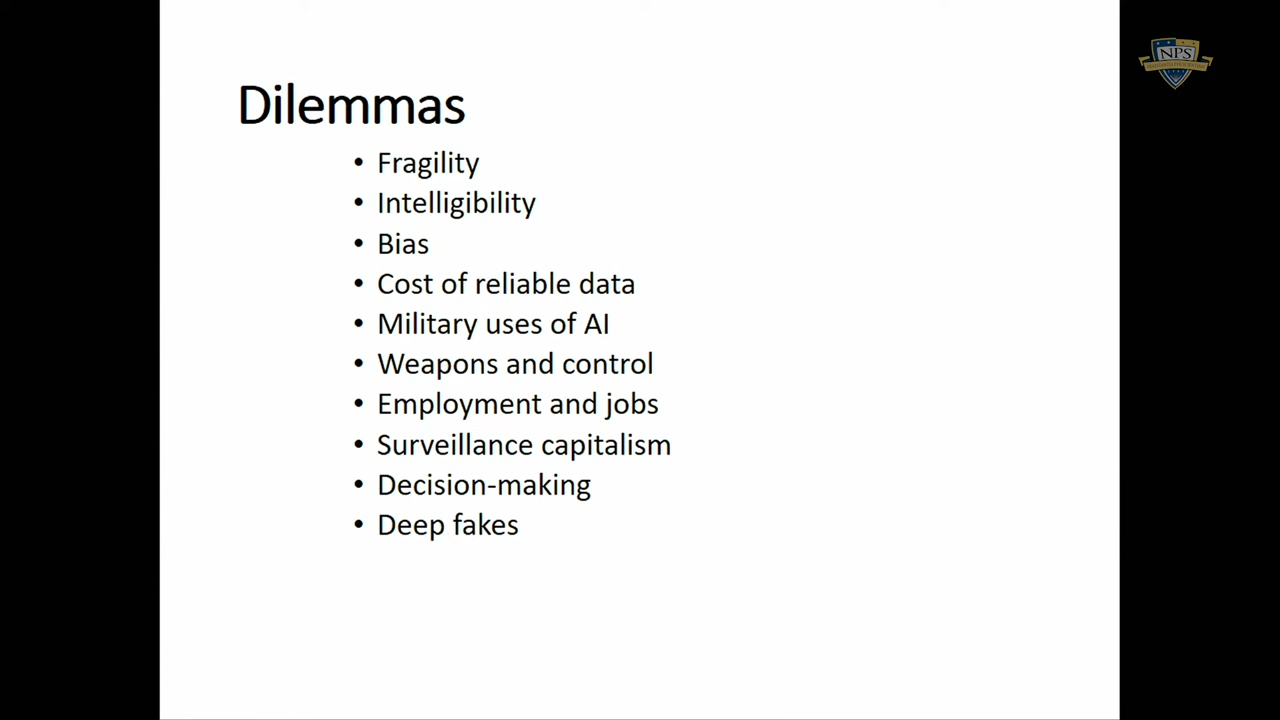 NPS
Dilemmas
• Fragility
• Intelligibility
• Bias
• Cost of reliable data
• Military uses of AI
• Weapons and control
• Employment and jobs
• Surveillance capitalism
• Decision-making
• Deep fakes